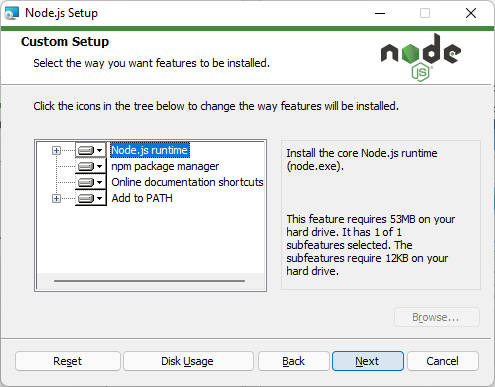 Node.js Setup
Custom Setup
Select the way you want features to be installed.
node
JS
Click the icons in the tree below to change the way features will be installed.
Node.js runtime
npm package manager
Online documentation shortcuts
Add to PATH
Install the core Node.js runtime
(node.exe).
This feature requires 53MB on your
hard drive. It has 1 of 1
subfeatures selected. The
subfeatures require 12KB on your
hard drive.
Browse...
Reset
Disk Usage
Back
Next
Cancel